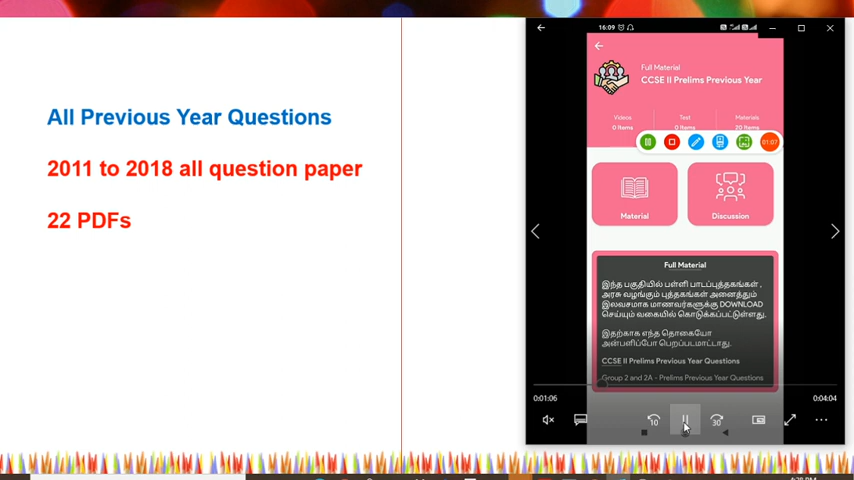 All Previous Year Questions
2011 to 2018 all question paper
22 PDFs
16:09
Full Material
CCSE II Prelims Previous Year
Videos
Test
Materials
0 Items
0 Items
20 Items
01:07
Material
Discussion
Full Material
இந்த பகுதியில் பள்ளி பாடப்புத்தகங்கள் ,
அரசு வழங்கும் புத்தகங்கள் அனைத்தும்
இலவசமாக மாணவர்களுக்கு DOWNLOAD
செய்யும் வகையில் கொடுக்கப்பட்டுள்ளது.
இதற்காக எந்த தொகையோ
அன்பளிப்போ பெறப்படமாட்டாது.
CCSE II Prelims Previous Year Questions
Group 2 and 2A - Prelims Previous Year Questions
0:01:06
0:04:04
10
30